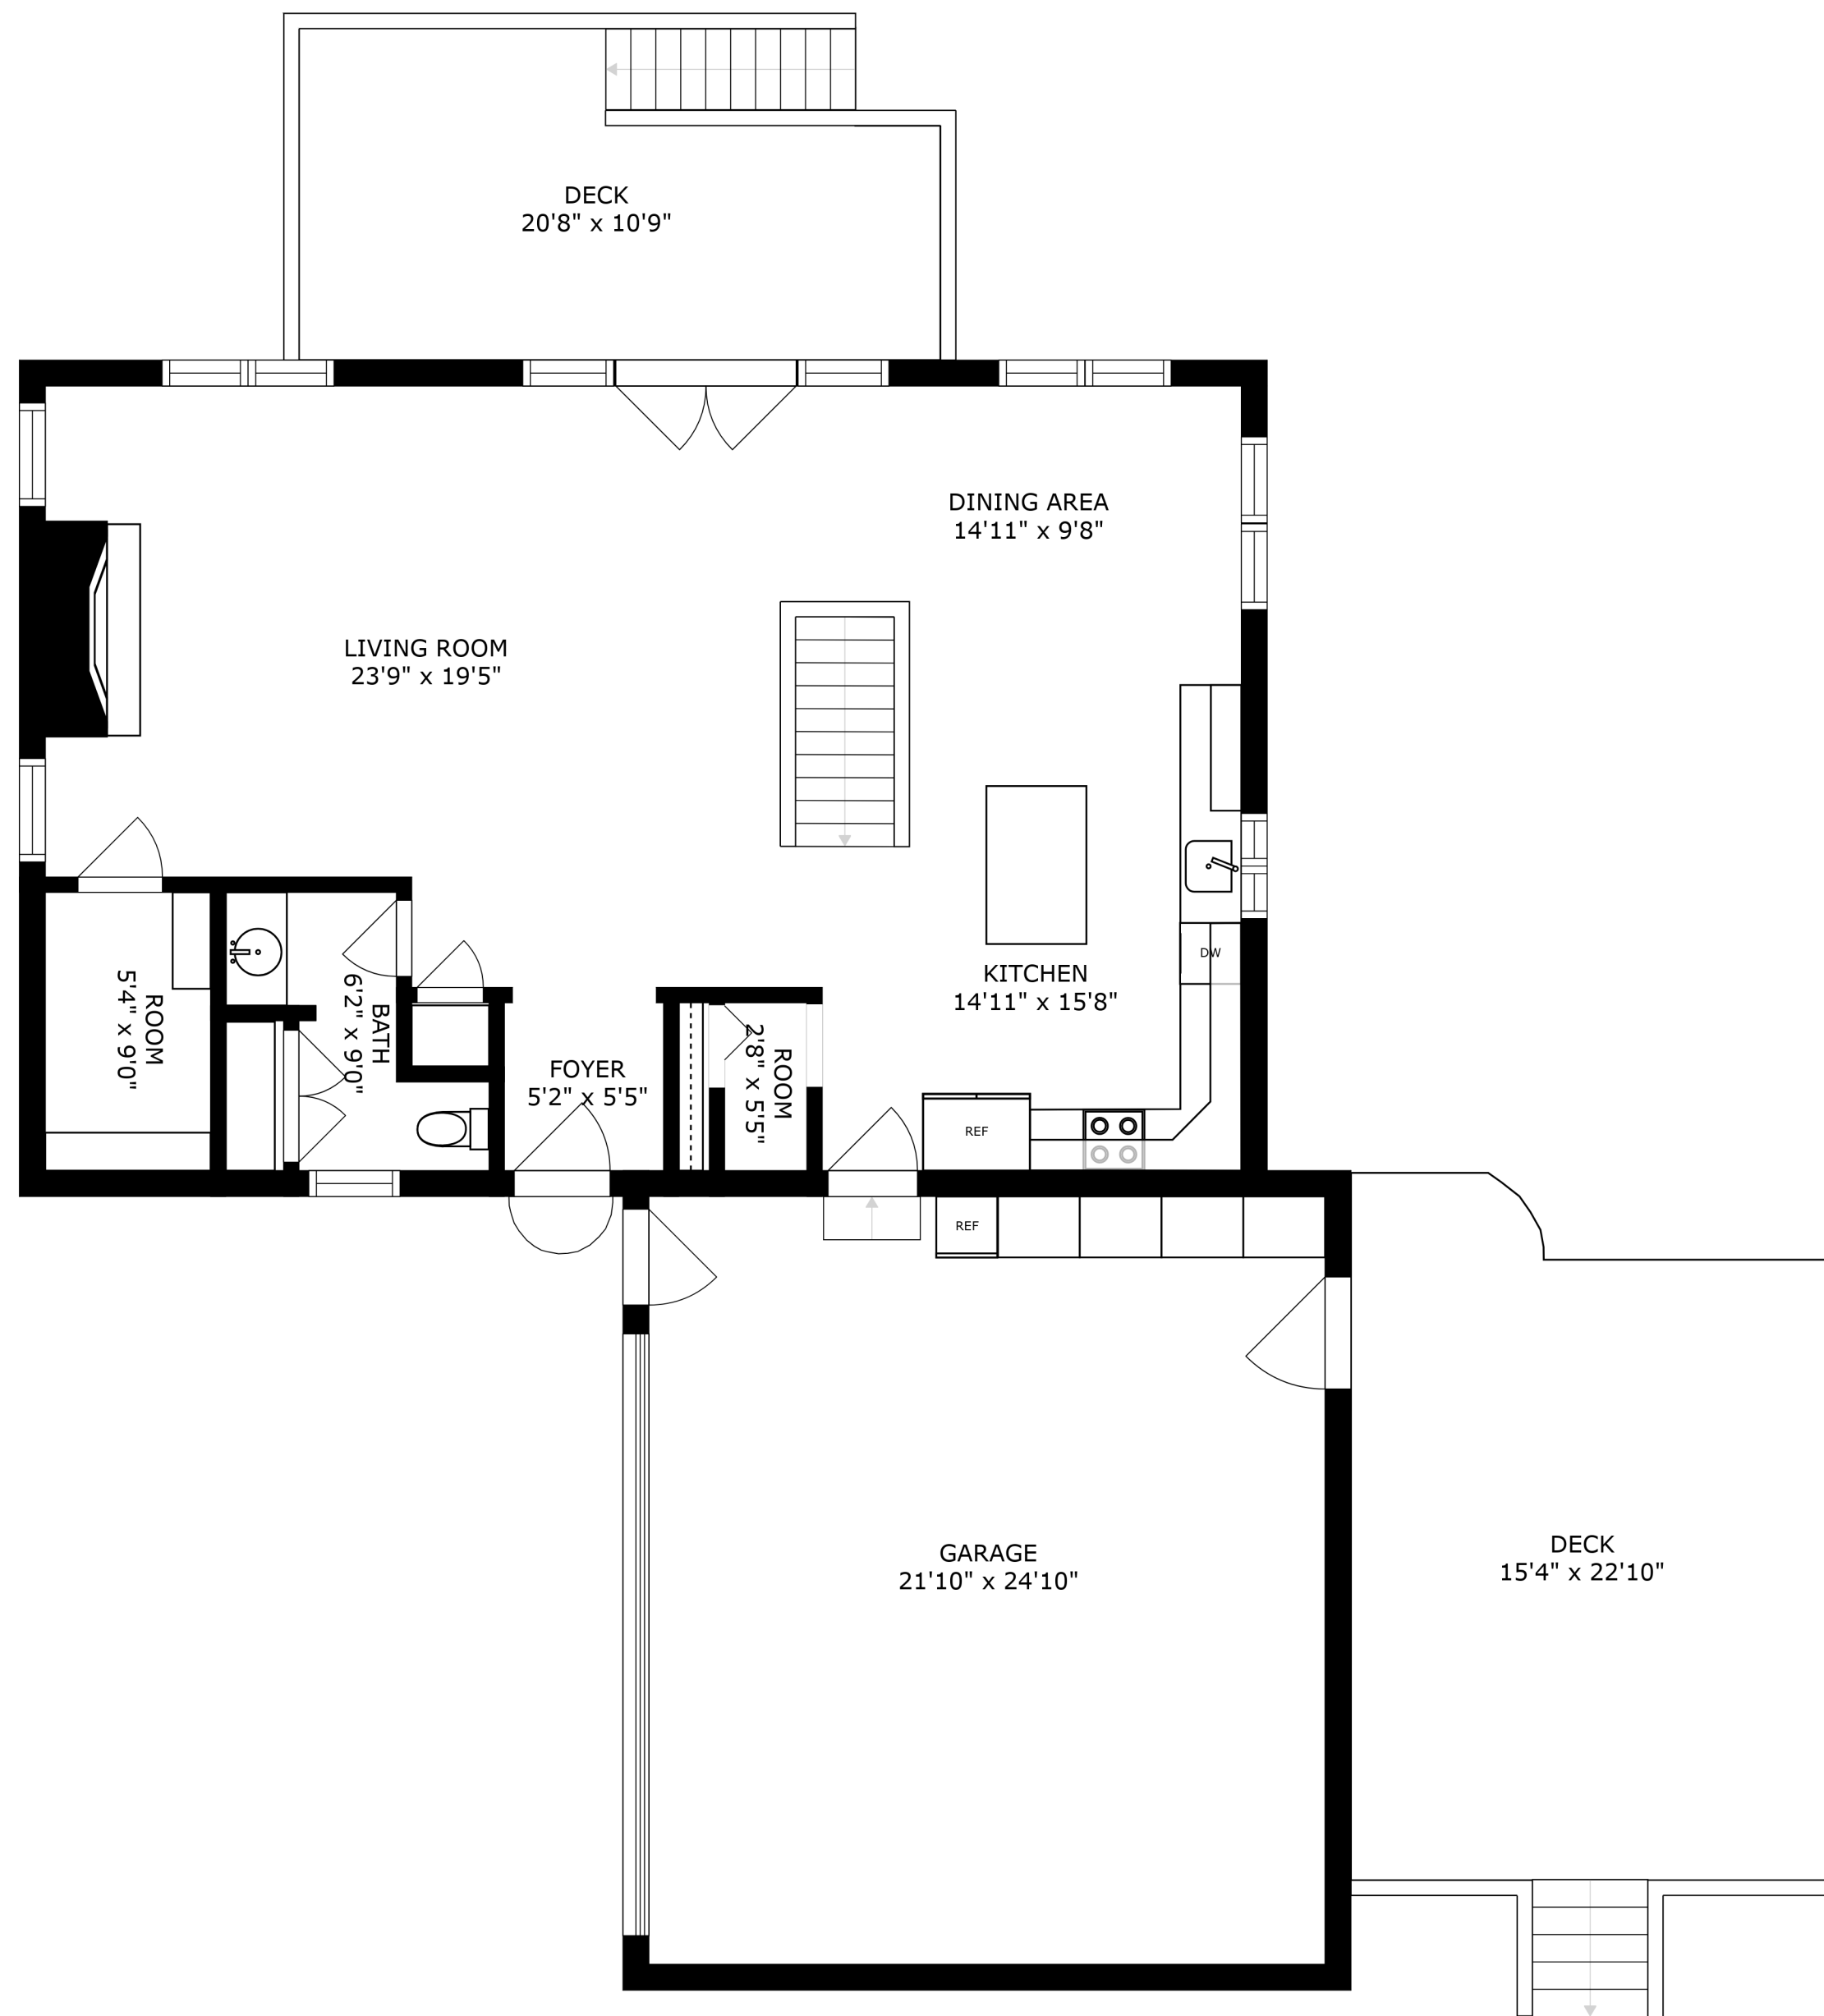 DECK
20'8" x 10'9"
DINING AREA
14'11" x 9'8"
LIVING ROOM
23'9" x 19'5"
DW
KITCHEN
14'11" x 15'8"
ROOM
5'4" x 9'0"
BATH
6'2" x 9'0"
FOYER
5'2" x 5'5"
ROOM
2'8" x 5'5"
REF
REF
GARAGE
21'10" x 24'10"
DECK
15'4" x 22'10"